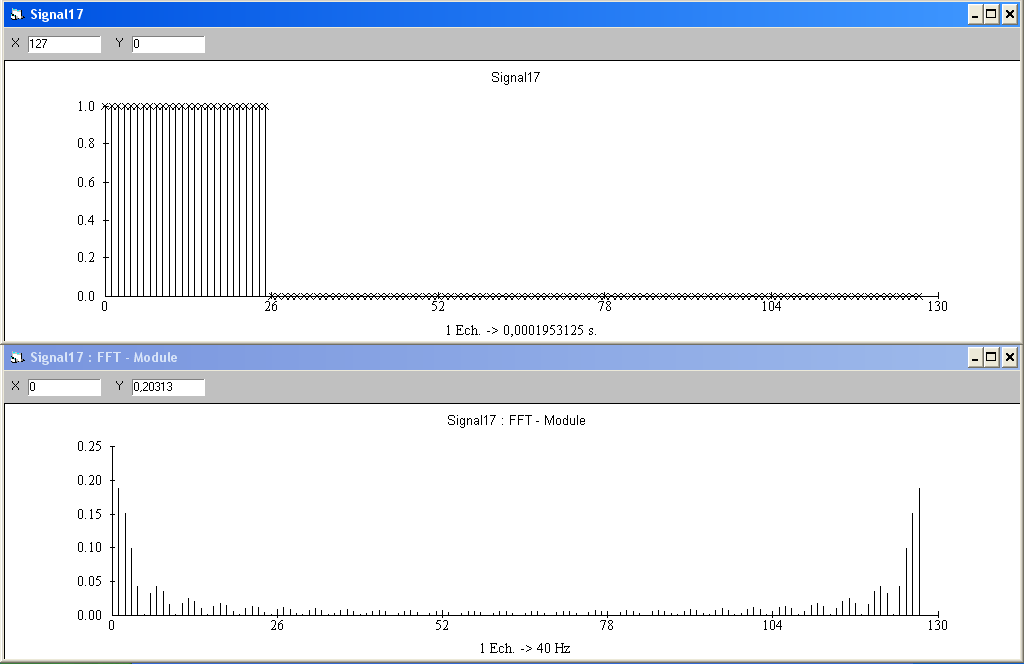 Signal17
X 127 Y 0
Signal17
1.0
0.8
0.6
0.4
0.2
0.0
0 26 52 78 104 130
1 Ech. -> 0,0001953125 s.
Signal17 : FFT - Module
X 0 Y 0,20313
Signal17 : FFT - Module
0.25
0.20
0.15
0.10
0.05
0.00
0 26 52 78 104 130
1 Ech. -> 40 Hz